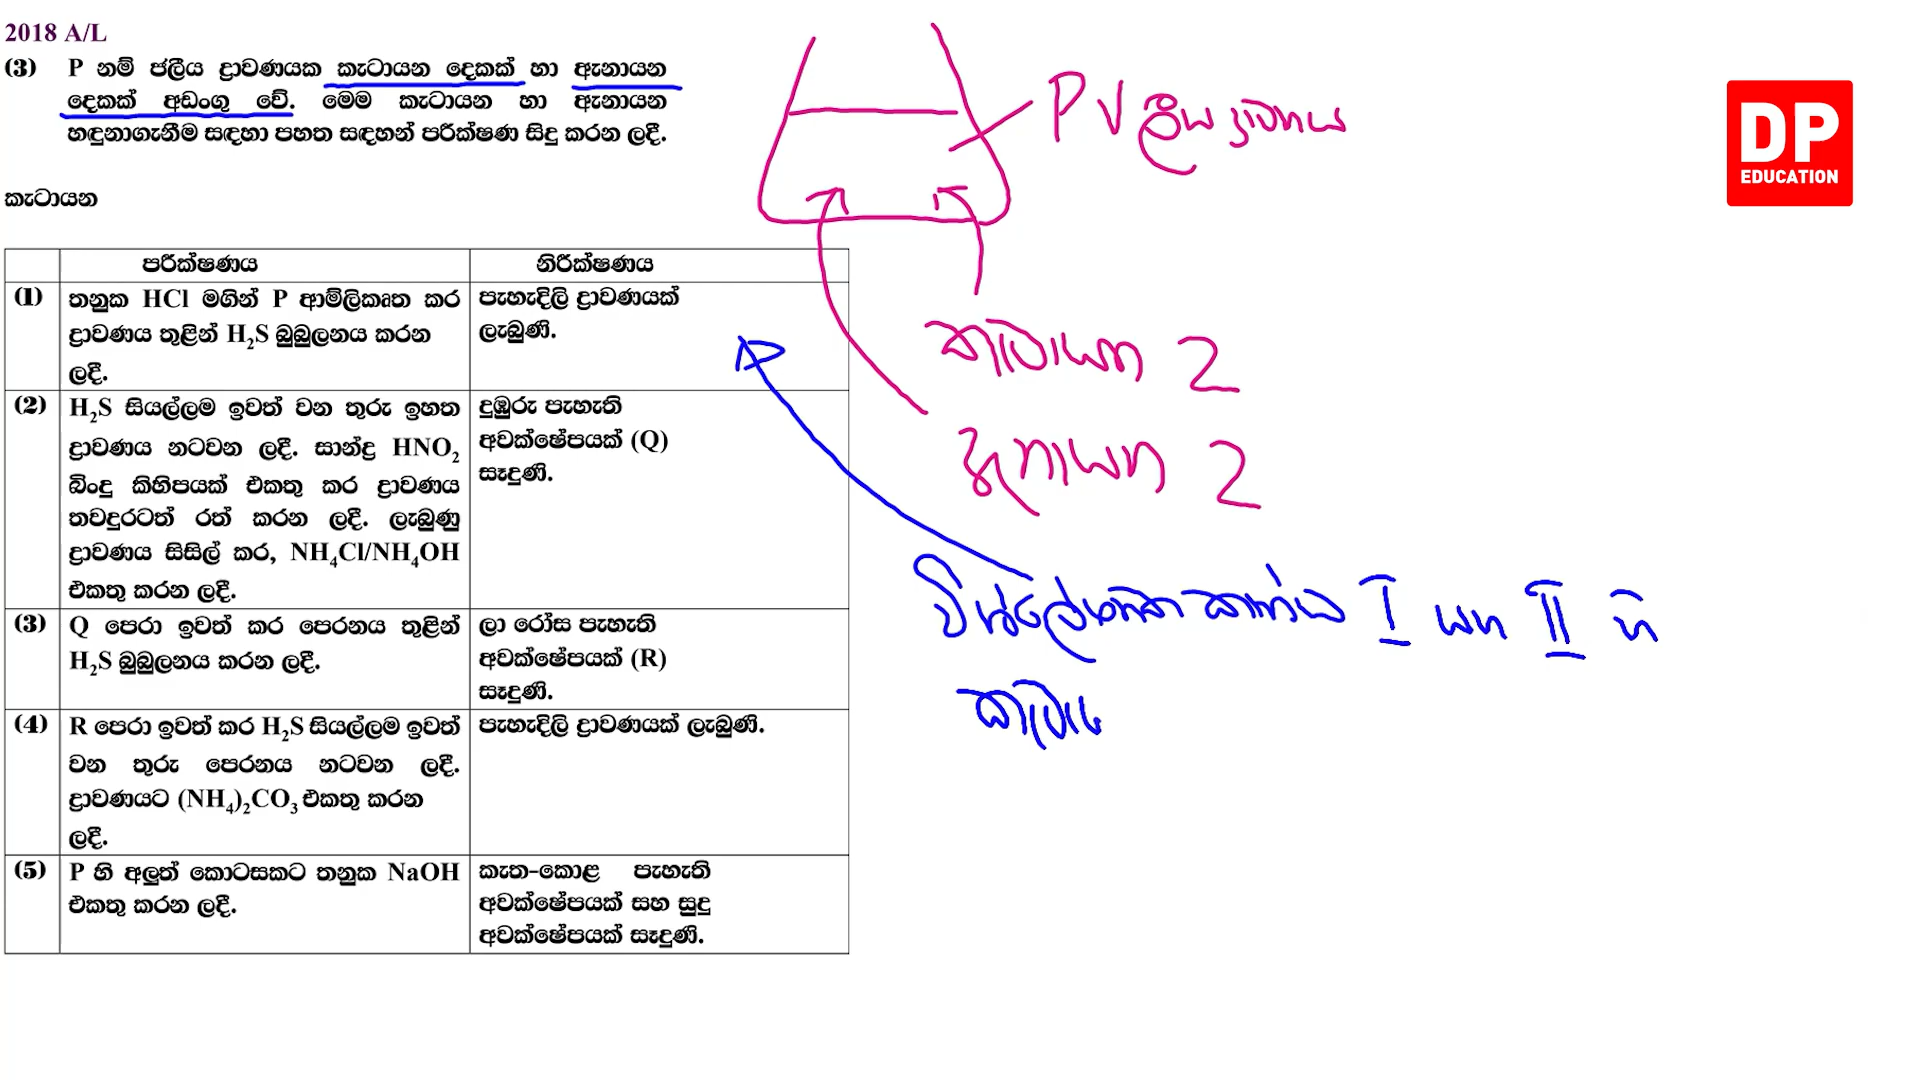 2018 A/L
(3) P නම් ජලීය ද්‍රාවණයක කැටායන දෙකක් හා ඇනායන
දෙකක් අඩංගු වේ. මෙම කැටායන හා ඇනායන
හඳුනාගැනීම සඳහා පහත සඳහන් පරීක්ෂණ සිදු කරන ලදී.
P ජලීය ද්‍රාවණය
DP
EDUCATION
කැටායන
පරීක්ෂණය නිරීක්ෂණය
(1) තනුක HCl මගින් P ආම්ලිකෘත කර
ද්‍රාවණය තුළින් H₂S බුබුලනය කරන
ලදී.
පැහැදිලි ද්‍රාවණයක්
ලැබුණි.
(2) H₂S සියල්ලම ඉවත් වන තුරු ඉහත
ද්‍රාවණය නටවන ලදී. සාන්ද්‍ර HNO₂
බිංදු කිහිපයක් එකතු කර ද්‍රාවණය
තවදුරටත් රත් කරන ලදී. ලැබුණු
ද්‍රාවණය සිසිල් කර, NH₄Cl/NH₄OH
එකතු කරන ලදී.
දුඹුරු පැහැති
අවක්ෂේපයක් (Q)
සෑදුණි.
(3) Q පෙරා ඉවත් කර පෙරනය තුළින්
H₂S බුබුලනය කරන ලදී.
ලා රෝස පැහැති
අවක්ෂේපයක් (R)
සෑදුණි.
(4) R පෙරා ඉවත් කර H₂S සියල්ලම ඉවත්
වන තුරු පෙරනය නටවන ලදී.
ද්‍රාවණයට (NH₄)₂CO₃ එකතු කරන
ලදී.
පැහැදිලි ද්‍රාවණයක් ලැබුණි.
(5) P හි අලුත් කොටසකට තනුක NaOH
එකතු කරන ලදී.
කැත-කොළ පැහැති
අවක්ෂේපයක් සහ සුදු
අවක්ෂේපයක් සෑදුණි.
කැටායන 2
ඇනායන 2
I සහ II හි
කැටාය